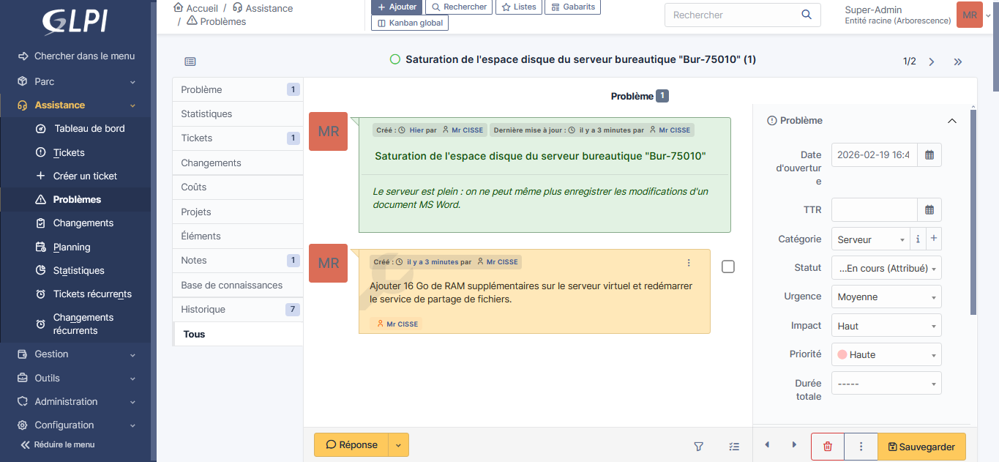 GLPI
Chercher dans le menu
Parc
Assistance
Tableau de bord
Tickets
Créer un ticket
Problèmes
Changements
Planning
Statistiques
Tickets récurrents
Changements
récurrents
Gestion
Outils
Administration
Configuration
Réduire le menu
Accueil / Assistance
/ Problèmes
Ajouter Rechercher Listes Gabarits
Kanban global
Rechercher
Super-Admin
Entité racine (Arborescence)
MR
Saturation de l'espace disque du serveur bureautique "Bur-75010" (1)
1/2
Problème 1
Statistiques
Tickets 1
Changements
Coûts
Projets
Éléments
Notes 1
Base de connaissances
Historique 7
Tous
Problème 1
MR
Créé : Hier par Mr CISSE Dernière mise à jour : il y a 3 minutes par Mr CISSE
Saturation de l'espace disque du serveur bureautique "Bur-75010"
Le serveur est plein : on ne peut même plus enregistrer les modifications d'un
document MS Word.
MR
Créé : il y a 3 minutes par Mr CISSE
Ajouter 16 Go de RAM supplémentaires sur le serveur virtuel et redémarrer
le service de partage de fichiers.
Mr CISSE
Problème
Date
d'ouvertur
e
2026-02-19 16:4
TTR
Catégorie Serveur
Statut ...En cours (Attribué)
Urgence Moyenne
Impact Haut
Priorité Haute
Durée
totale
-----
Réponse
Sauvegarder